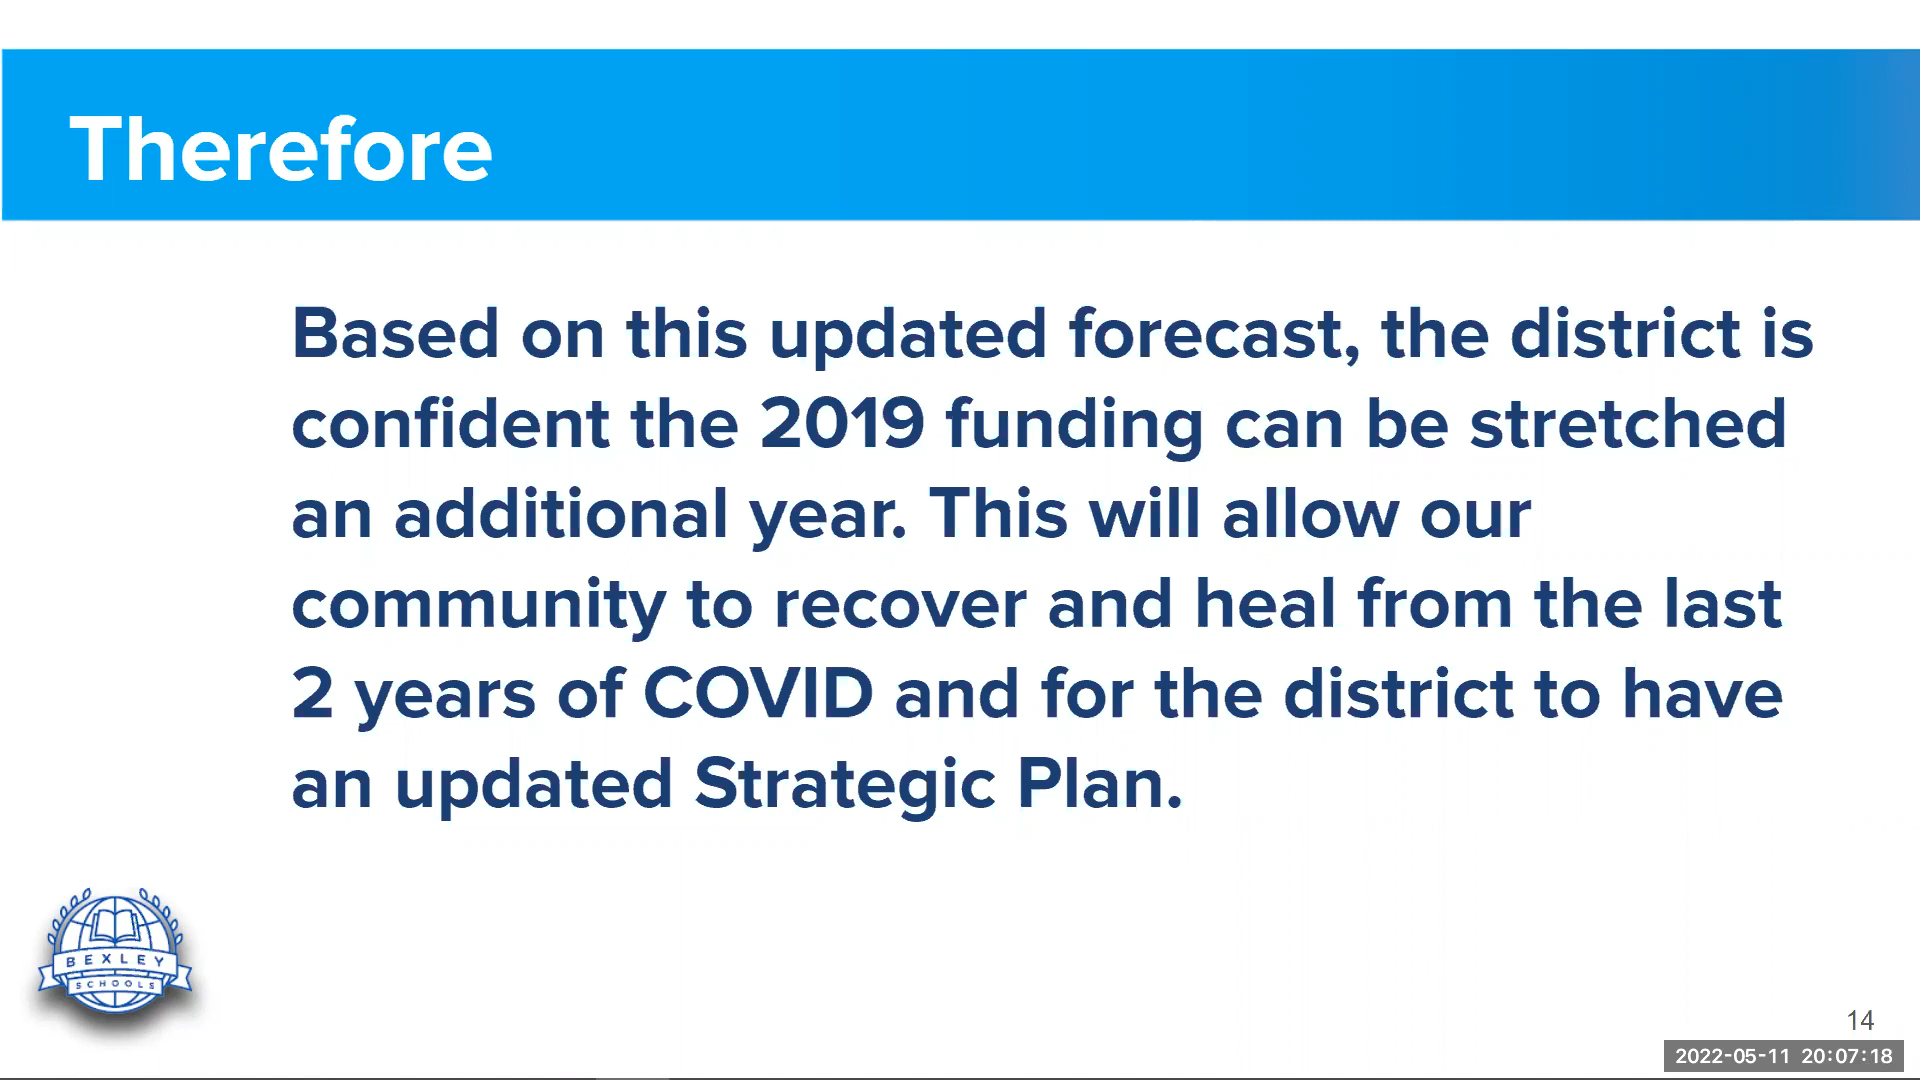 Therefore
Based on this updated forecast, the district is
confident the 2019 funding can be stretched
an additional year. This will allow our
community to recover and heal from the last
2 years of COVID and for the district to have
an updated Strategic Plan.
BEXLEY
SCHOOLS
14
2022-05-11 20:07:18